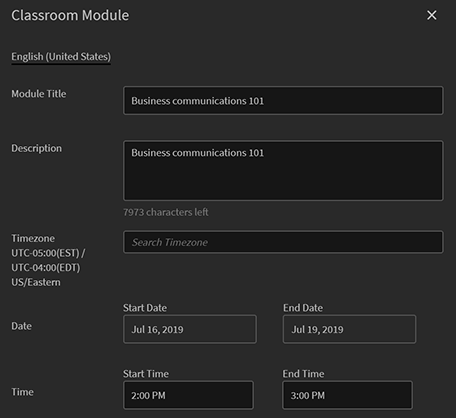 Classroom Module
English (United States)
Module Title
Business communications 101
Description
Business communications 101
7973 characters left
Timezone
UTC-05:00(EST) /
UTC-04:00(EDT)
US/Eastern
Search Timezone
Date
Start Date
End Date
Jul 16, 2019
Jul 19, 2019
Time
Start Time
End Time
2:00 PM
3:00 PM